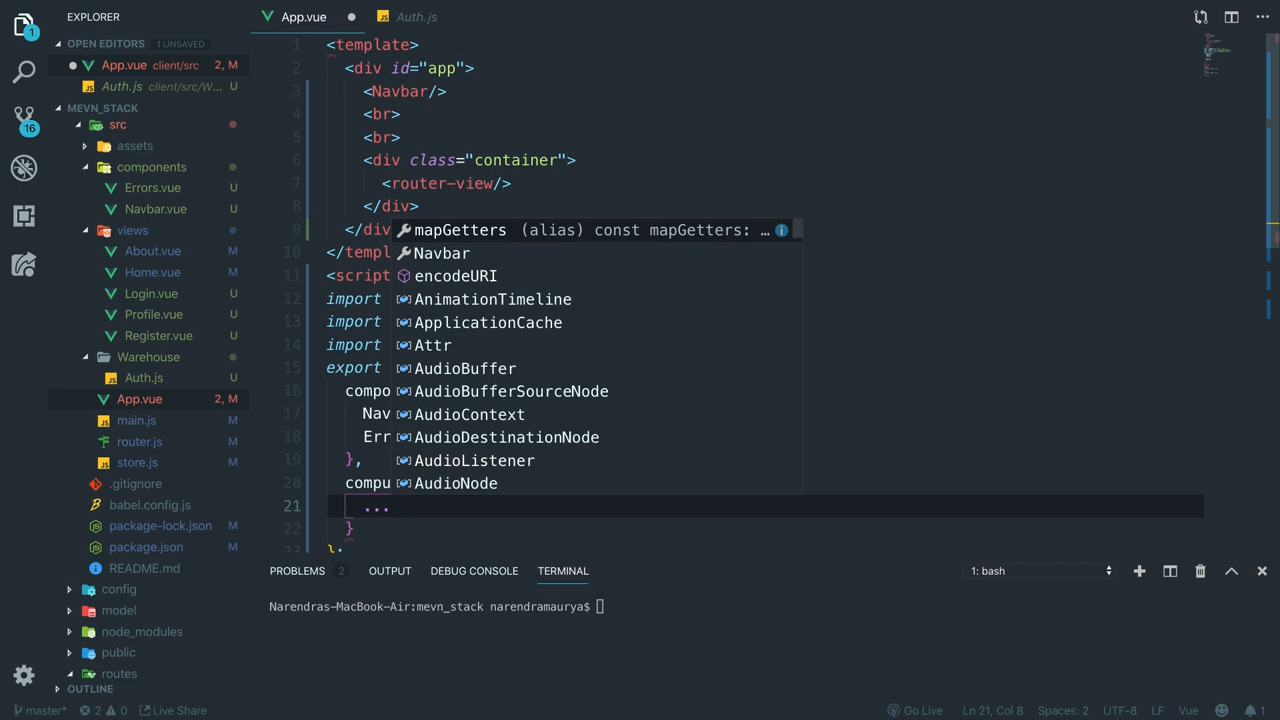 EXPLORER
OPEN EDITORS 1 UNSAVED
App.vue client/src 2, M
Auth.js client/src/W... U
MEVN_STACK
src
assets
components
Errors.vue U
Navbar.vue U
views
About.vue M
Home.vue M
Login.vue U
Profile.vue U
Register.vue U
Warehouse
Auth.js U
App.vue 2, M
main.js M
router.js M
store.js M
.gitignore
babel.config.js
package-lock.json M
package.json M
README.md
config
model
node_modules
public
routes
OUTLINE
1
16
App.vue
Auth.js
1 <template>
2 <div id="app">
3 <Navbar/>
4 <br>
5 <br>
6 <div class="container">
7 <router-view/>
8 </div>
9 </div
10 </templ
11 <script
12 import
13 import
14 import
15 export
16 compo
17 Nav
18 Err
19 },
20 compu
21 ...
22 }
23 };
mapGetters (alias) const mapGetters: ...
Navbar
encodeURI
AnimationTimeline
ApplicationCache
Attr
AudioBuffer
AudioBufferSourceNode
AudioContext
AudioDestinationNode
AudioListener
AudioNode
PROBLEMS 2 OUTPUT DEBUG CONSOLE TERMINAL 1: bash
Narendras-MacBook-Air:mevn_stack narendramaurya$
master* 2 0 Live Share Go Live Ln 21, Col 8 Spaces: 2 UTF-8 LF Vue 1